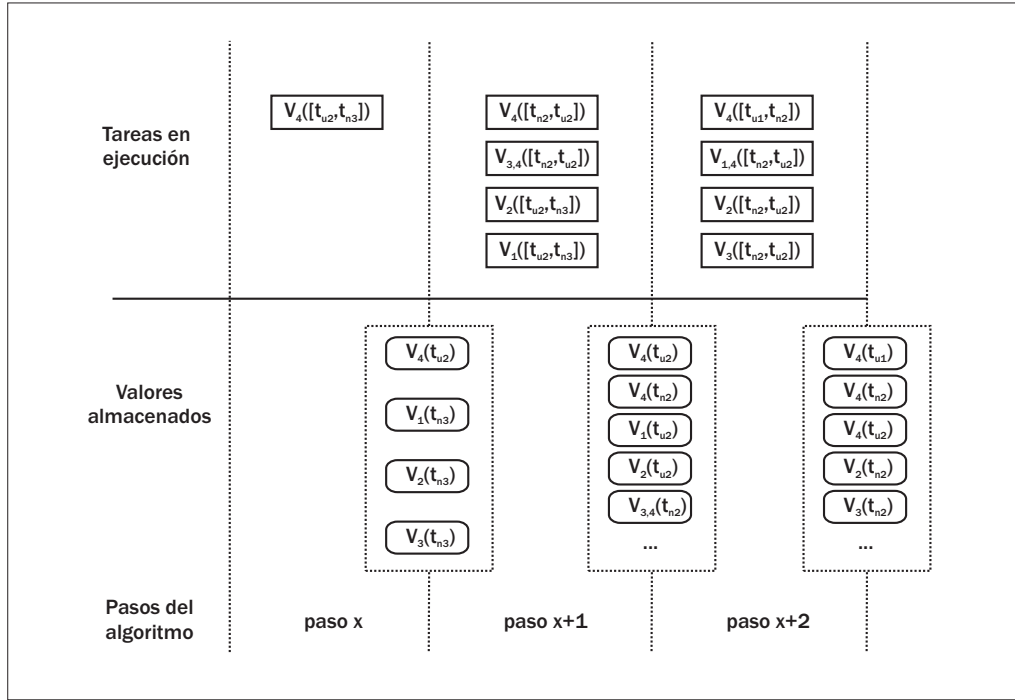 Tareas en
ejecución
V4([tu2,tn3])
V4([tn2,tu2])
V3,4([tn2,tu2])
V2([tu2,tn3])
V1([tu2,tn3])
V4([tu1,tn2])
V1,4([tn2,tu2])
V2([tn2,tu2])
V3([tn2,tu2])
Valores
almacenados
V4(tu2)
V1(tn3)
V2(tn3)
V3(tn3)
V4(tu2)
V4(tn2)
V1(tu2)
V2(tu2)
V3,4(tn2)
...
V4(tu1)
V4(tn2)
V4(tu2)
V2(tn2)
V3(tn2)
...
Pasos del
algoritmo
paso x
paso x+1
paso x+2